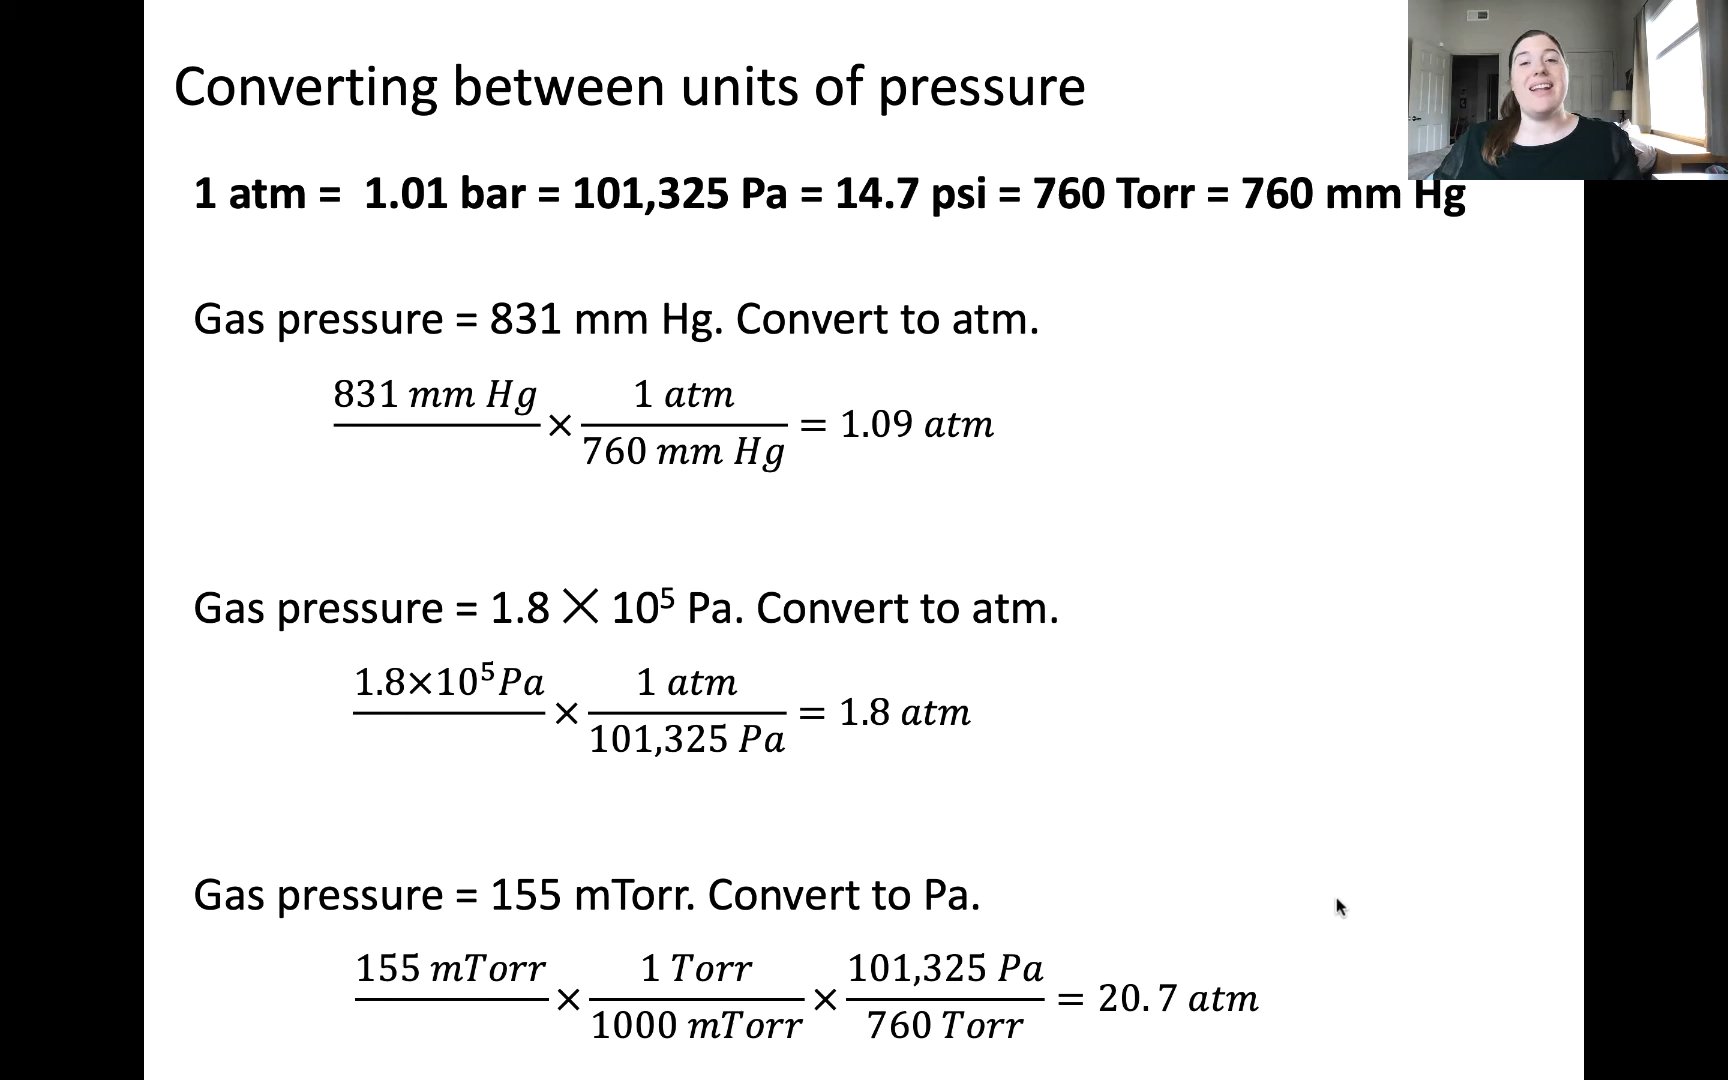 Converting between units of pressure
1 atm = 1.01 bar = 101,325 Pa = 14.7 psi = 760 Torr = 760 mm Hg
Gas pressure = 831 mm Hg. Convert to atm.
831 mm Hg × 1 atm / 760 mm Hg = 1.09 atm
Gas pressure = 1.8 × 10⁵ Pa. Convert to atm.
1.8×10⁵ Pa × 1 atm / 101,325 Pa = 1.8 atm
Gas pressure = 155 mTorr. Convert to Pa.
155 mTorr × 1 Torr / 1000 mTorr × 101,325 Pa / 760 Torr = 20.7 atm